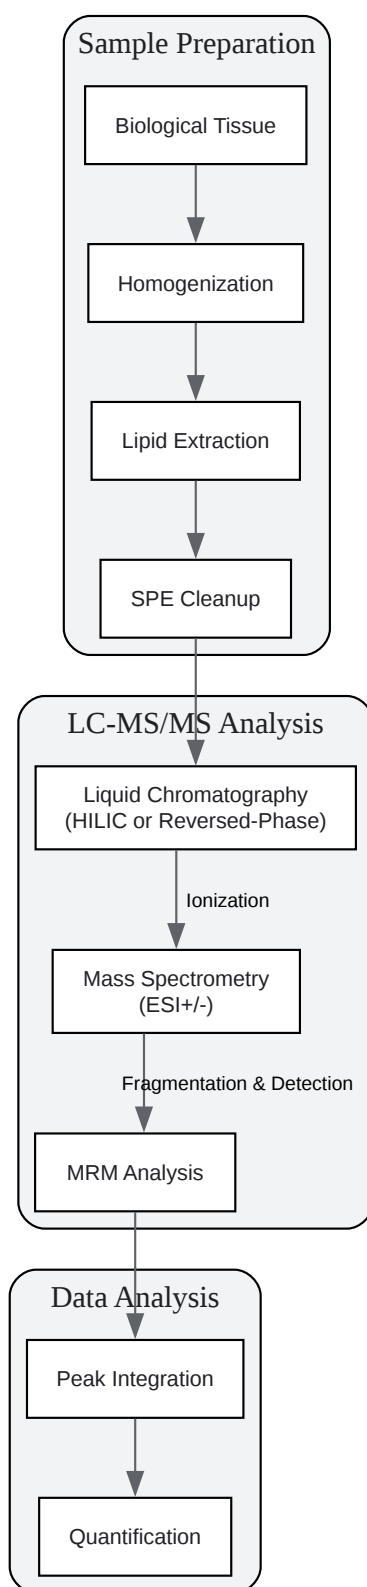 Sample Preparation
Biological Tissue
Homogenization
Lipid Extraction
SPE Cleanup
LC-MS/MS Analysis
Liquid Chromatography
(HILIC or Reversed-Phase)
Ionization
Mass Spectrometry
(ESI+/-)
Fragmentation & Detection
MRM Analysis
Data Analysis
Peak Integration
Quantification